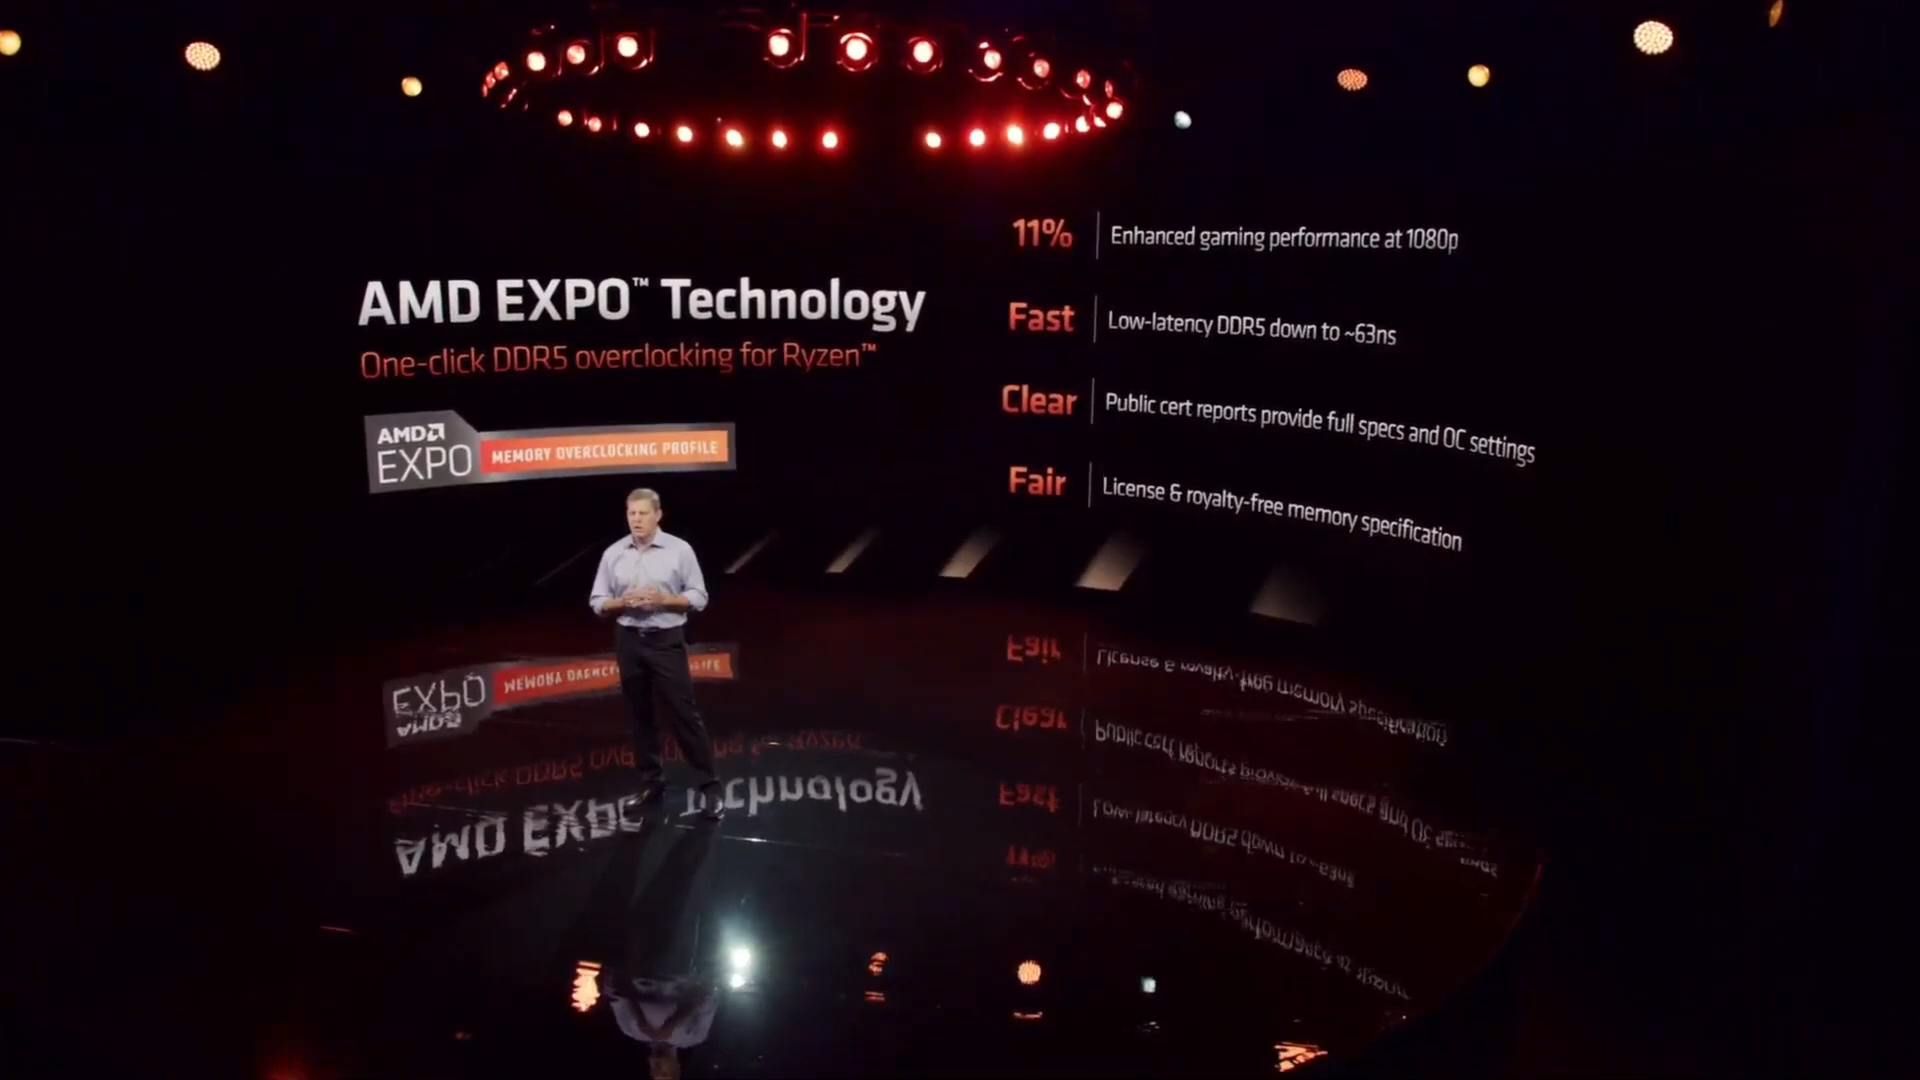 AMD EXPO™ Technology
One-click DDR5 overclocking for Ryzen™
AMD
EXPO
MEMORY OVERCLOCKING PROFILE
11%
Enhanced gaming performance at 1080p
Fast
Low-latency DDR5 down to ~63ns
Clear
Public cert reports provide full specs and OC settings
Fair
License & royalty-free memory specification